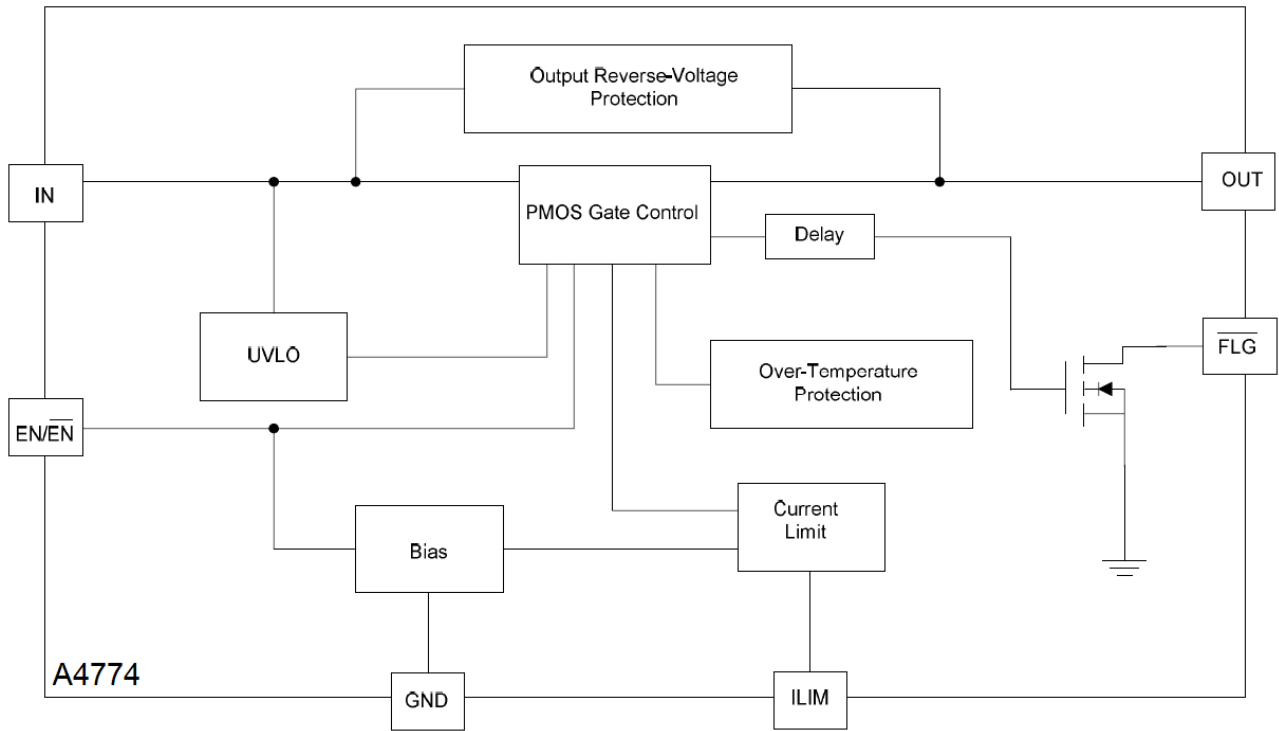 Output Reverse-Voltage
Protection
IN
PMOS Gate Control
OUT
Delay
UVLO
FLG
Over-Temperature
Protection
EN/EN
Current
Limit
Bias
A4774
GND
ILIM